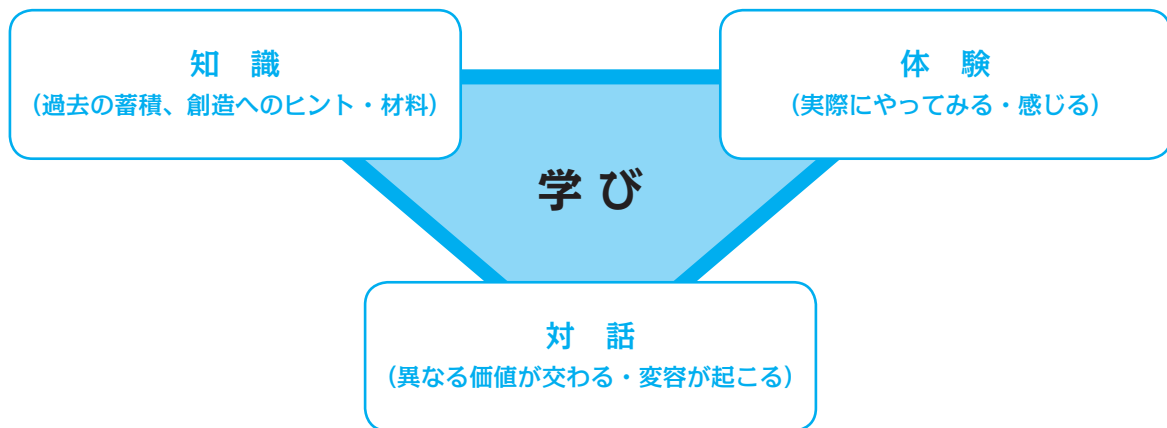 知　識
（過去の蓄積、創造へのヒント・材料）
体　験
（実際にやってみる・感じる）
学 び
対　話
（異なる価値が交わる・変容が起こる）